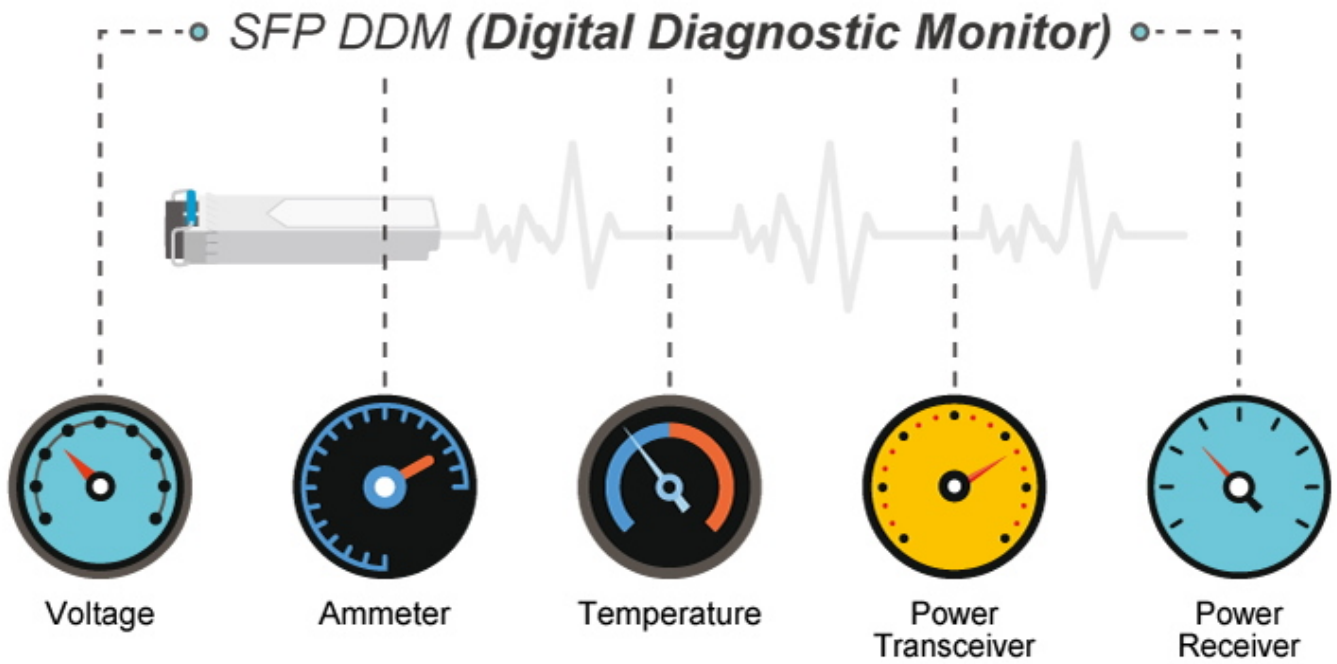 SFP DDM (Digital Diagnostic Monitor)
Voltage
Ammeter
Temperature
Power
Transceiver
Power
Receiver